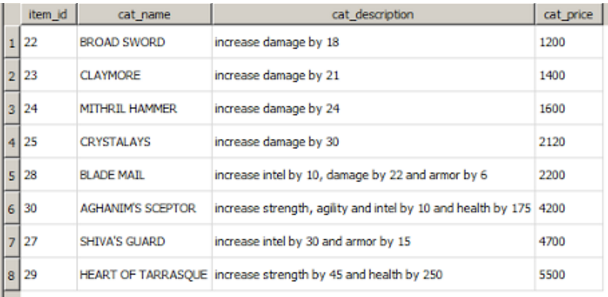 item_id cat_name cat_description cat_price
1 22 BROAD SWORD increase damage by 18 1200
2 23 CLAYMORE increase damage by 21 1400
3 24 MITHRIL HAMMER increase damage by 24 1600
4 25 CRYSTALAYS increase damage by 30 2120
5 28 BLADE MAIL increase intel by 10, damage by 22 and armor by 6 2200
6 30 AGHANIM'S SCEPTOR increase strength, agility and intel by 10 and health by 175 4200
7 27 SHIVA'S GUARD increase intel by 30 and armor by 15 4700
8 29 HEART OF TARRASQUE increase strength by 45 and health by 250 5500